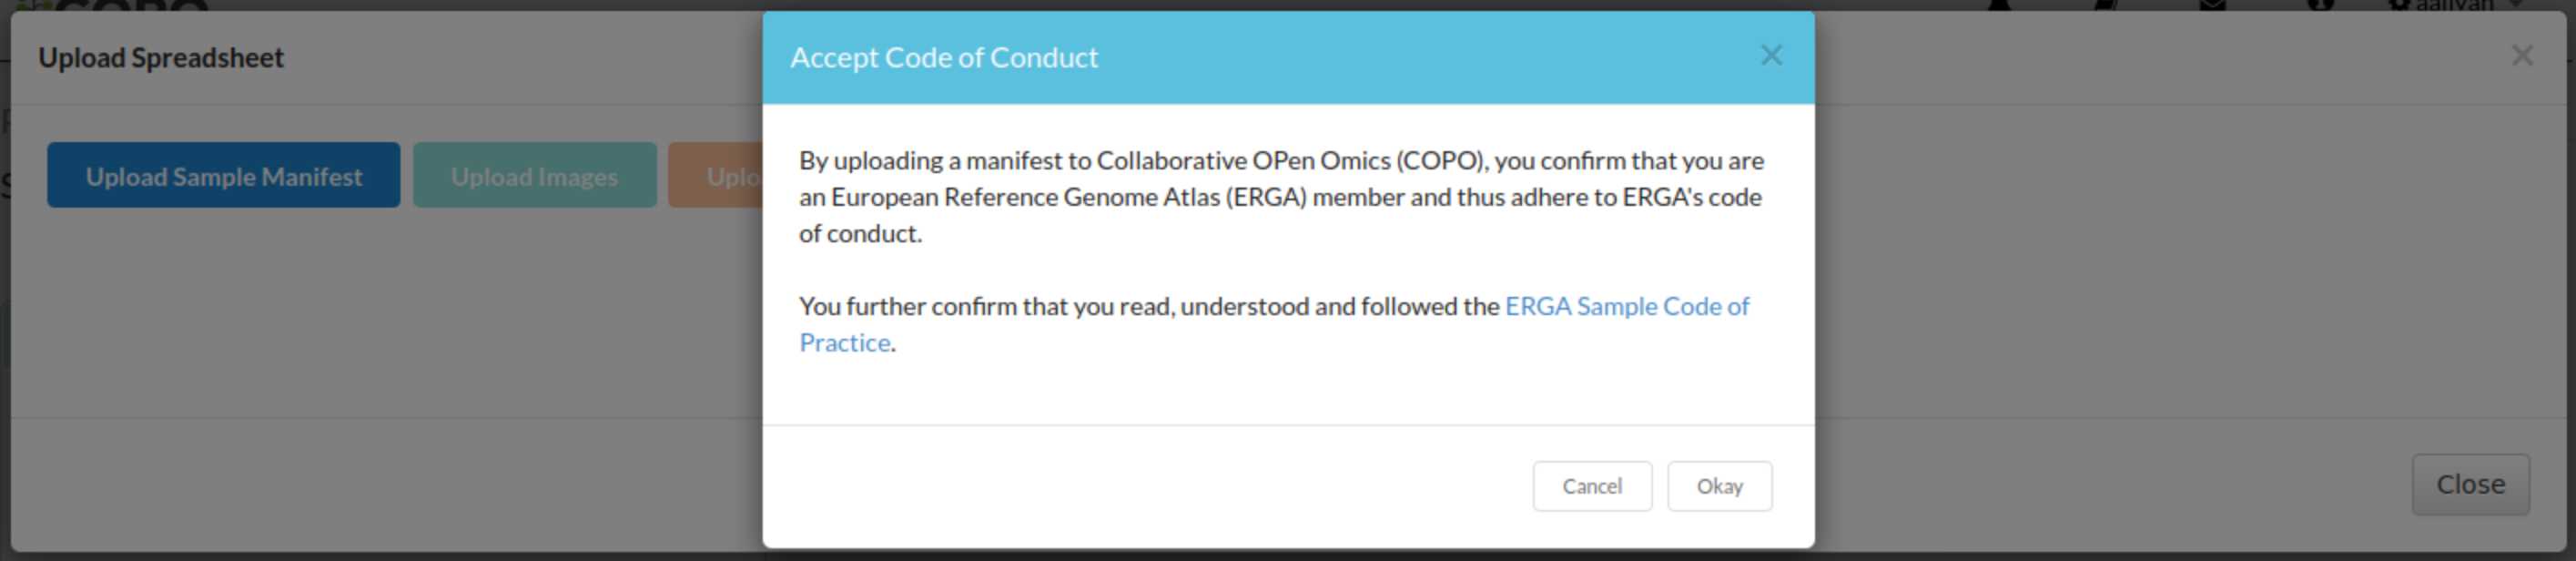 COPO
aaliyah
Upload Spreadsheet
Accept Code of Conduct
Upload Sample Manifest
Upload Images
Uplo
By uploading a manifest to Collaborative OPen Omics (COPO), you confirm that you are
an European Reference Genome Atlas (ERGA) member and thus adhere to ERGA's code
of conduct.
You further confirm that you read, understood and followed the ERGA Sample Code of
Practice.
Cancel
Okay
Close